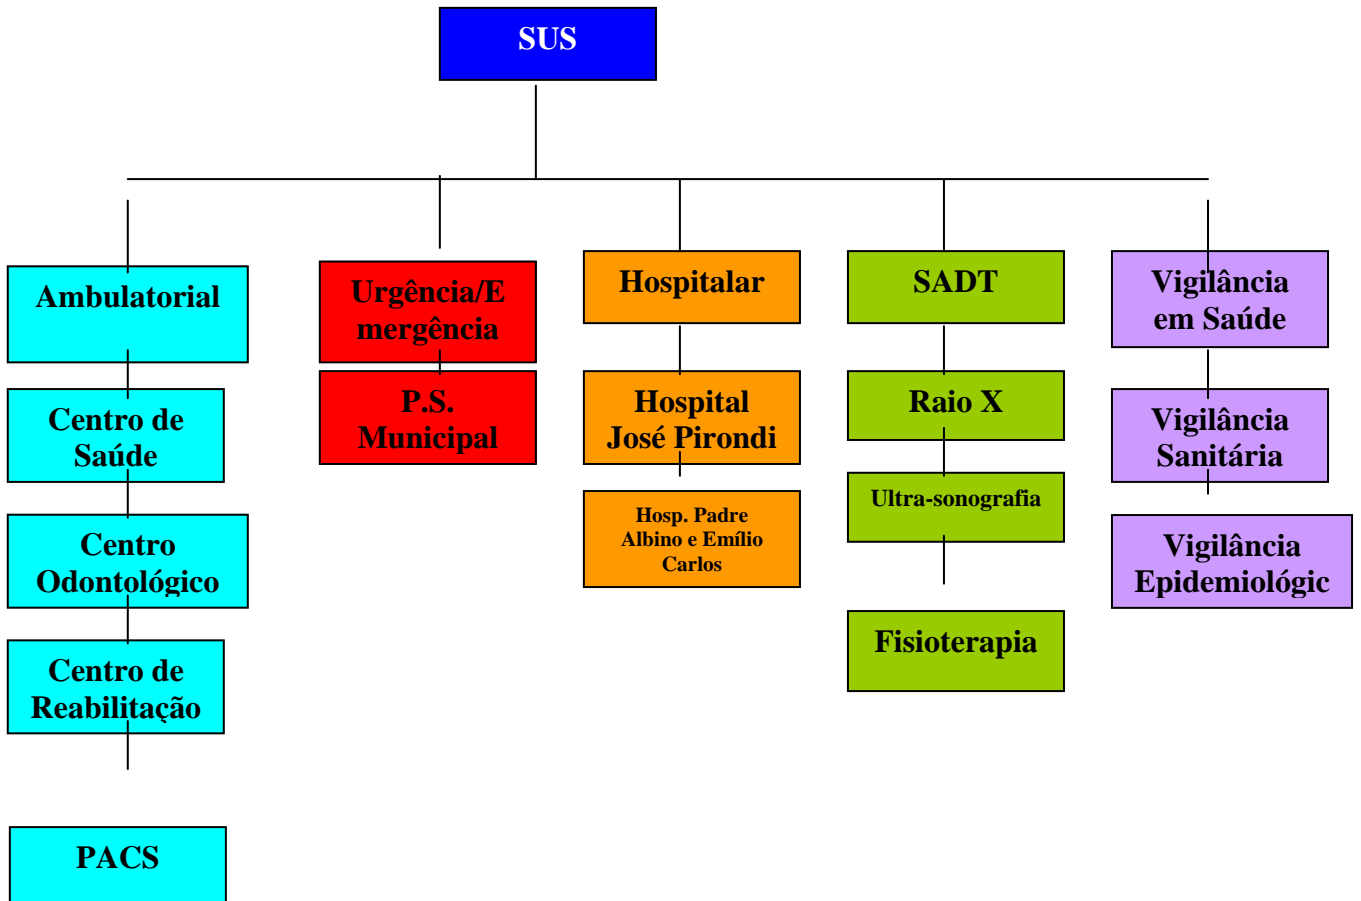 SUS
Ambulatorial
Centro de
Saúde
Centro
Odontológico
Centro de
Reabilitação
PACS
Urgência/E
mergência
P.S.
Municipal
Hospitalar
Hospital
José Pirondi
Hosp. Padre
Albino e Emílio
Carlos
SADT
Raio X
Ultra-sonografia
Fisioterapia
Vigilância
em Saúde
Vigilância
Sanitária
Vigilância
Epidemiológic